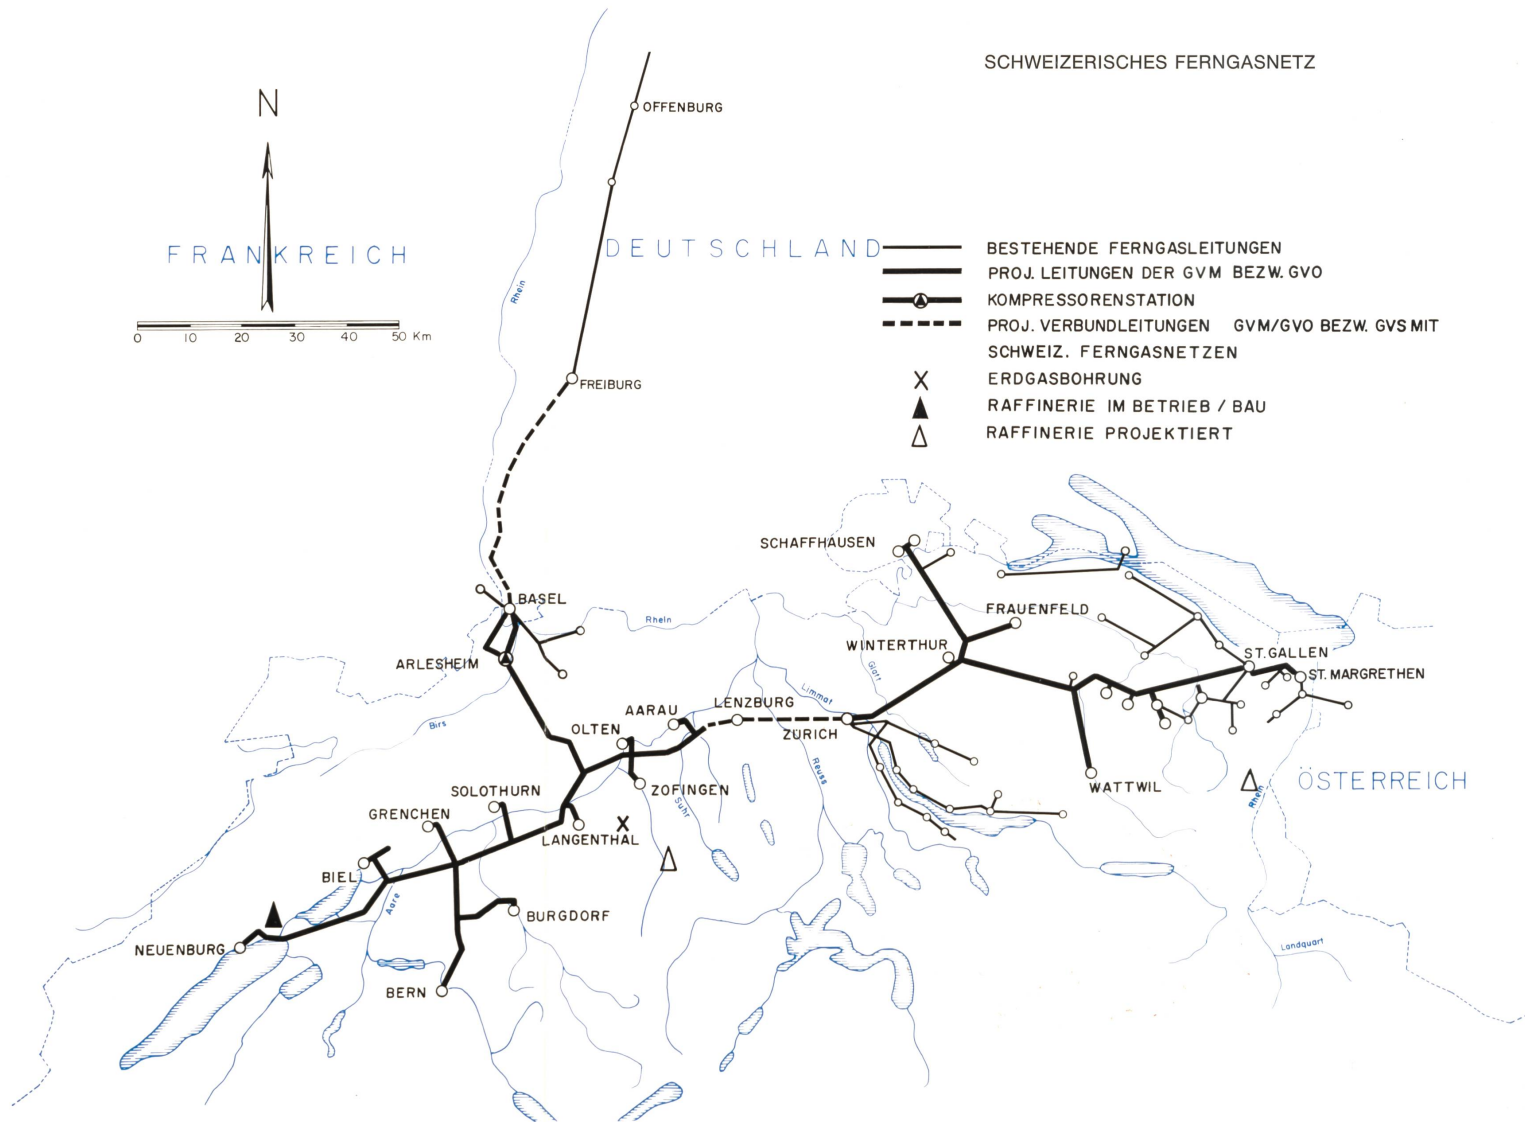 SCHWEIZERISCHES FERNGASNETZ
N
OFFENBURG
FRANKREICH
DEUTSCHLAND
Rhein
0 10 20 30 40 50 Km
BESTEHENDE FERNGASLEITUNGEN
PROJ. LEITUNGEN DER GVM BEZW. GVO
KOMPRESSORENSTATION
PROJ. VERBUNDLEITUNGEN GVM/GVO BEZW. GVS MIT
SCHWEIZ. FERNGASNETZEN
ERDGASBOHRUNG
RAFFINERIE IM BETRIEB / BAU
RAFFINERIE PROJEKTIERT
FREIBURG
SCHAFFHAUSEN
BASEL
Rhein
FRAUENFELD
WINTERTHUR
ST. GALLEN
ARLESHEIM
ST. MARGRETHEN
Glatt
Limmat
LENZBURG
AARAU
Birs
OLTEN
ZÜRICH
Reuss
ÖSTERREICH
WATTWIL
Rhein
SOLOTHURN
ZOFINGEN
Suhr
GRENCHEN
LANGENTHAL
BIEL
Aare
BURGDORF
NEUENBURG
Landquart
BERN